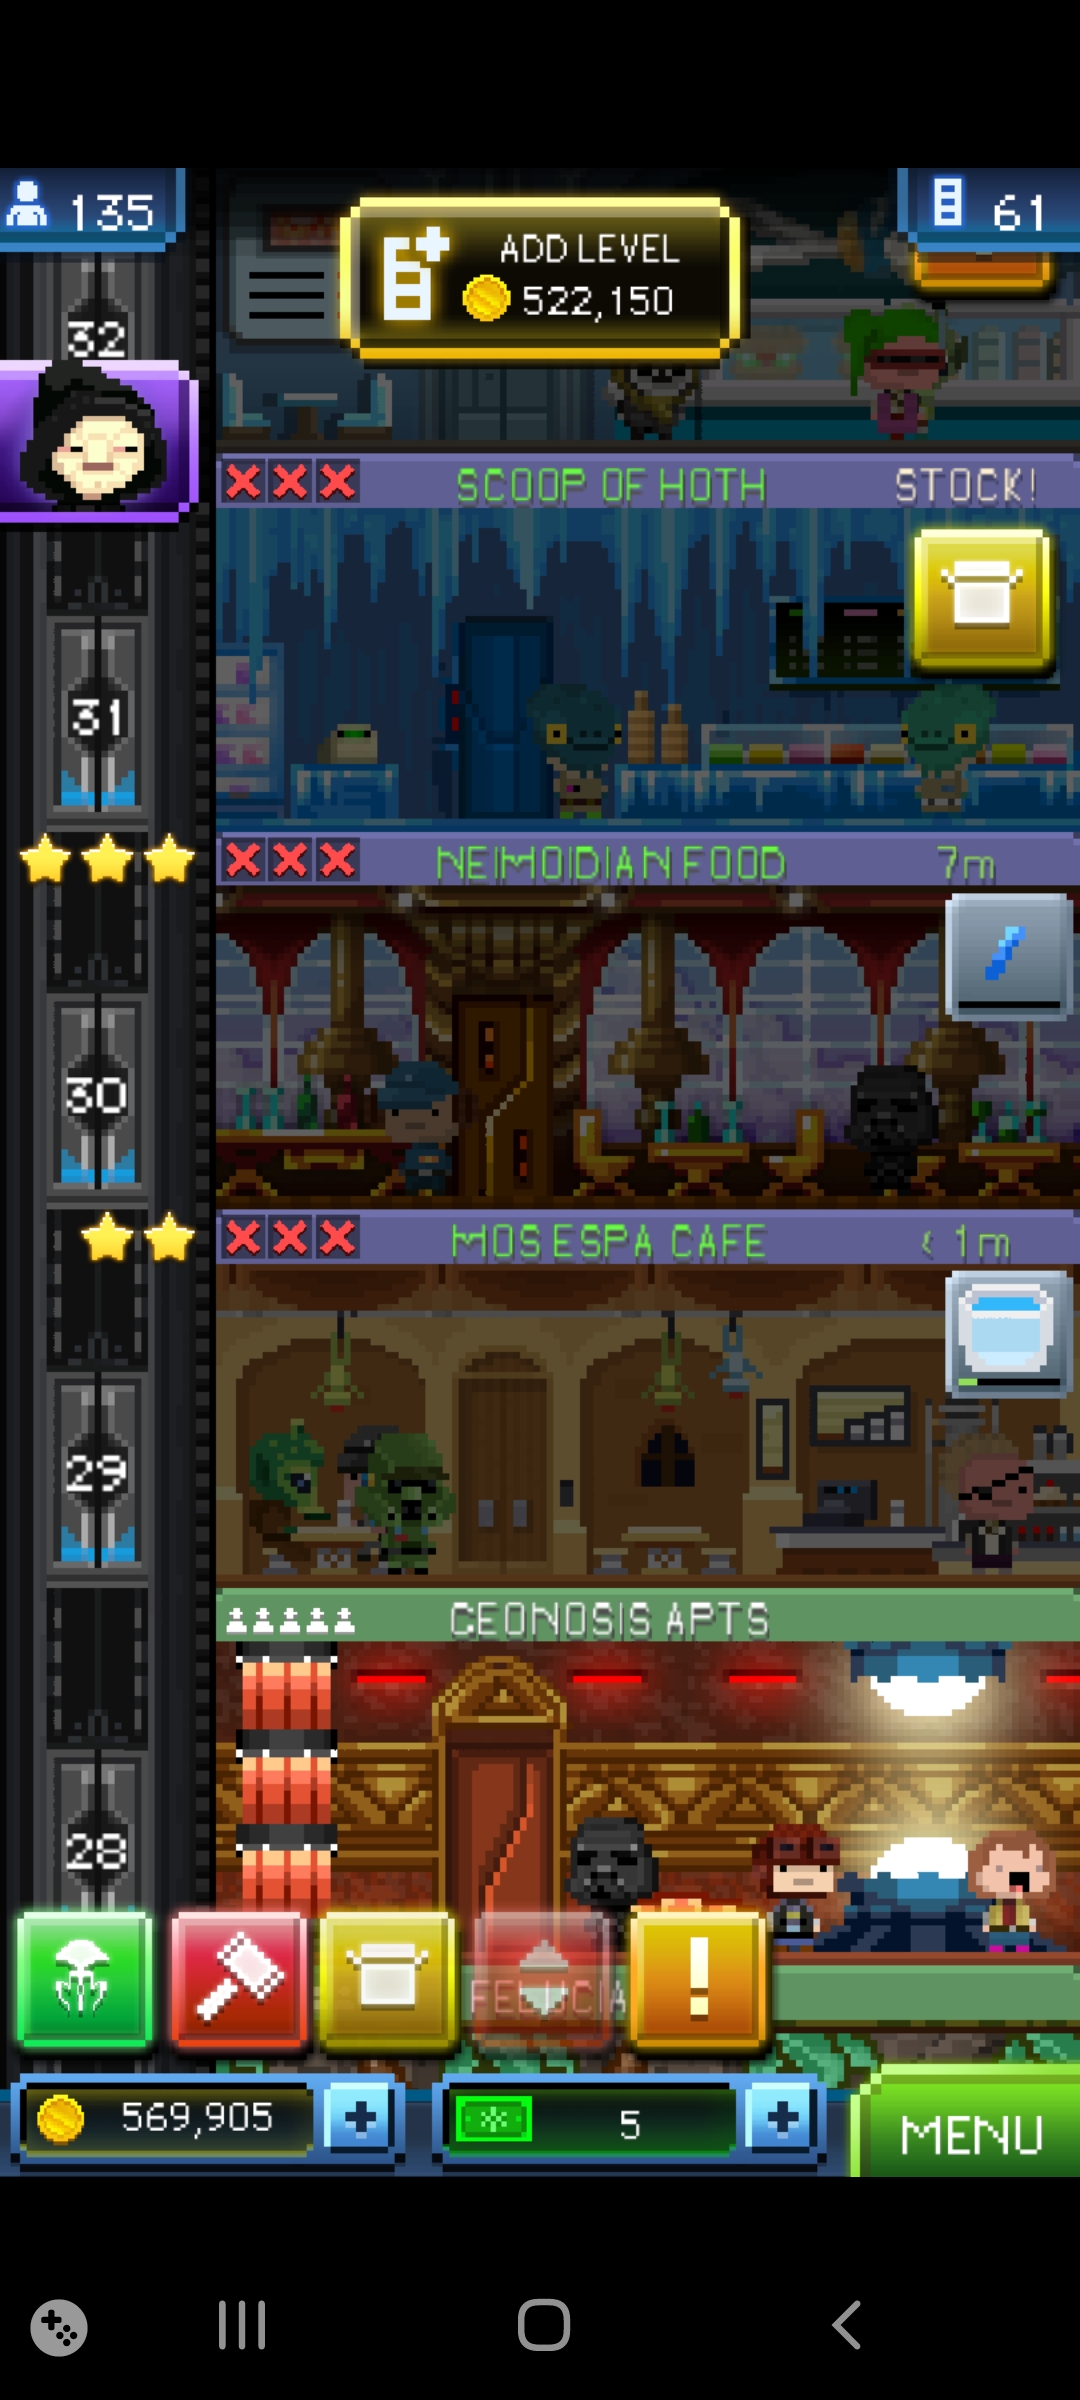 135
ADD LEVEL
522,150
61
32
SCOOP OF HOTH
STOCK!
31
NEIMOIDIAN FOOD
7m
30
MOS ESPA CAFE
< 1m
29
GEONOSIS APTS
28
FELUCIA
569,905
5
MENU